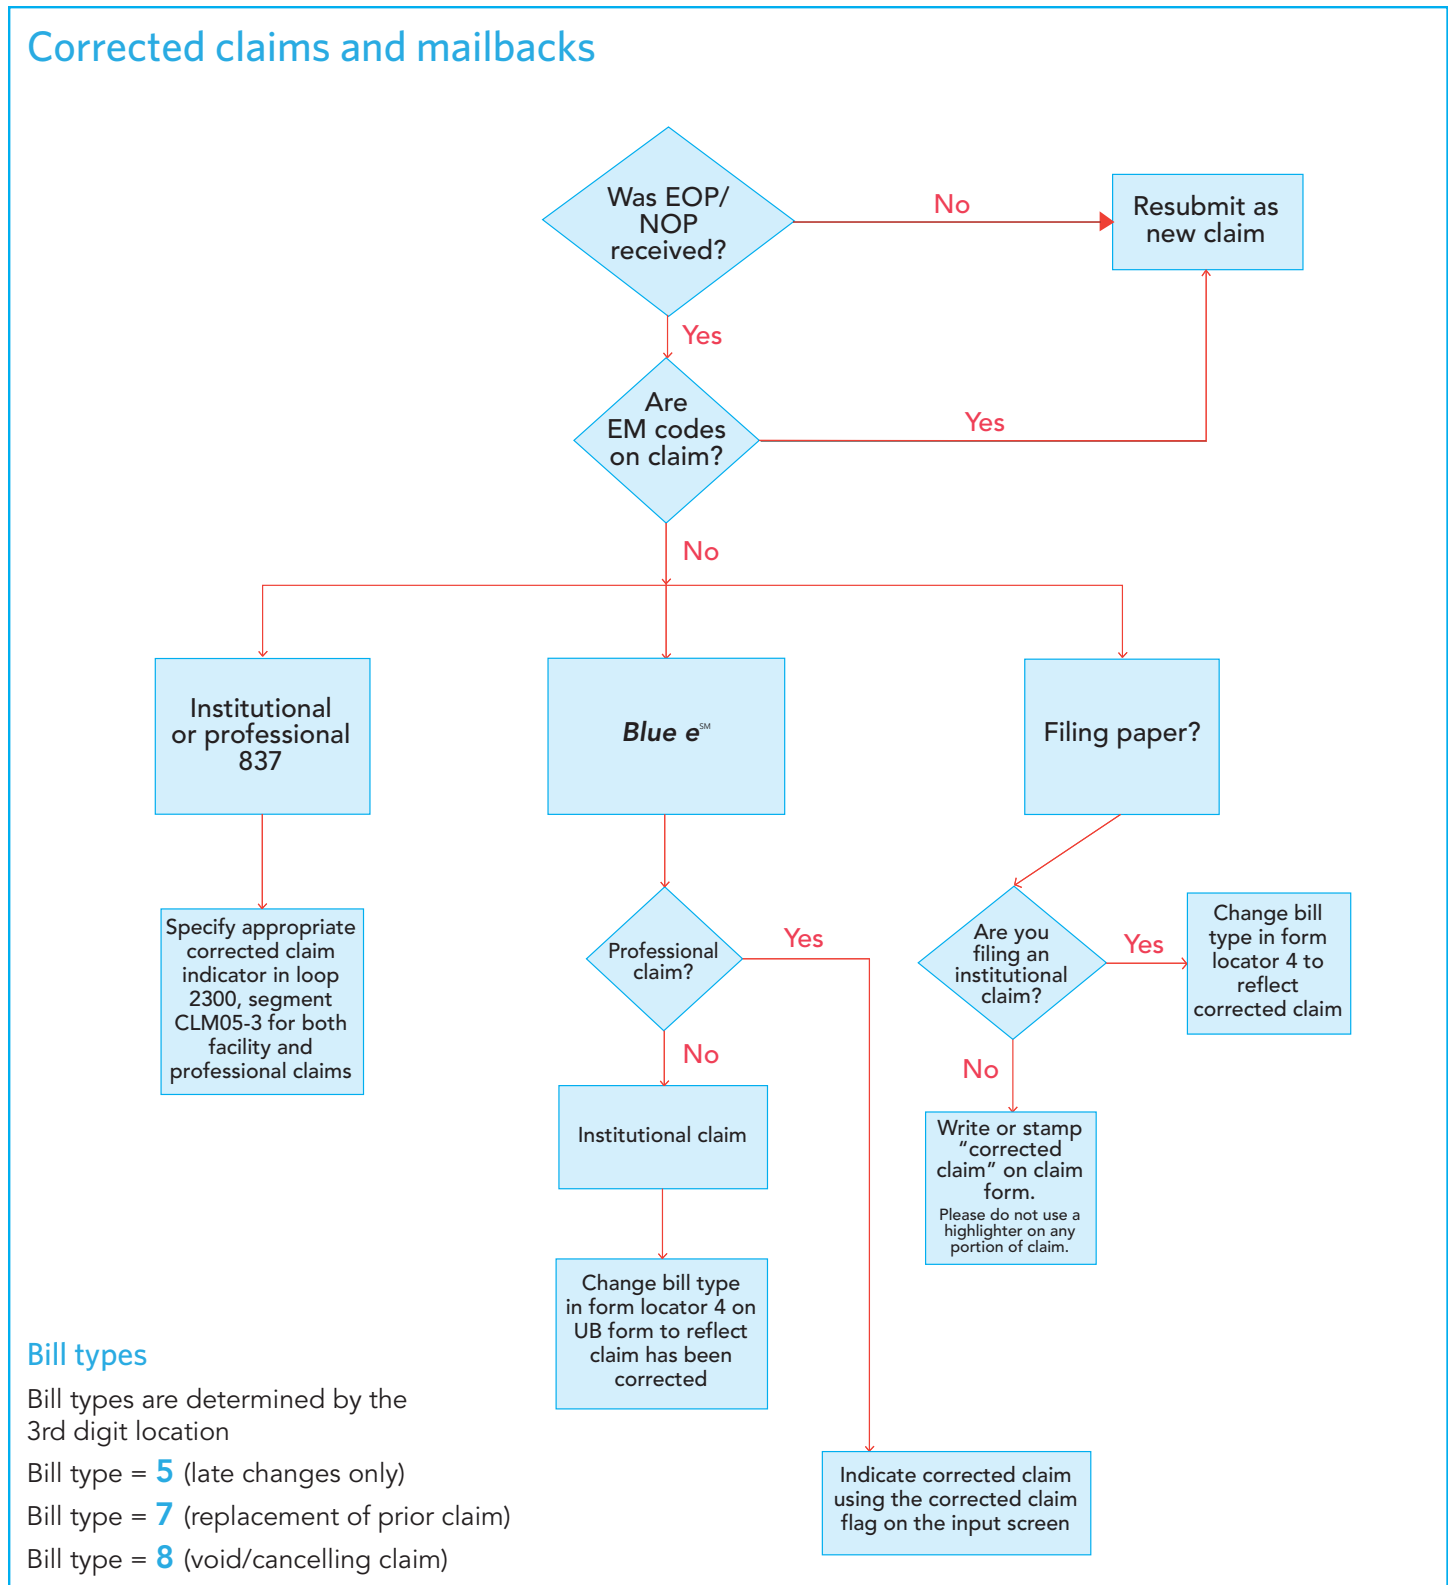 Corrected claims and mailbacks
Was EOP/
NOP
received?
No
Resubmit as
new claim
Yes
Are
EM codes
on claim?
Yes
No
Institutional
or professional
837
Blue e℠
Filing paper?
Specify appropriate
corrected claim
indicator in loop
2300, segment
CLM05-3 for both
facility and
professional claims
Professional
claim?
Yes
Are you
filing an
institutional
claim?
Yes
Change bill
type in form
locator 4 to
reflect
corrected claim
No
No
Institutional claim
Write or stamp
“corrected
claim” on claim
form.
Please do not use a
highlighter on any
portion of claim.
Change bill type
in form locator 4 on
UB form to reflect
claim has been
corrected
Indicate corrected claim
using the corrected claim
flag on the input screen
Bill types
Bill types are determined by the
3rd digit location
Bill type = 5 (late changes only)
Bill type = 7 (replacement of prior claim)
Bill type = 8 (void/cancelling claim)